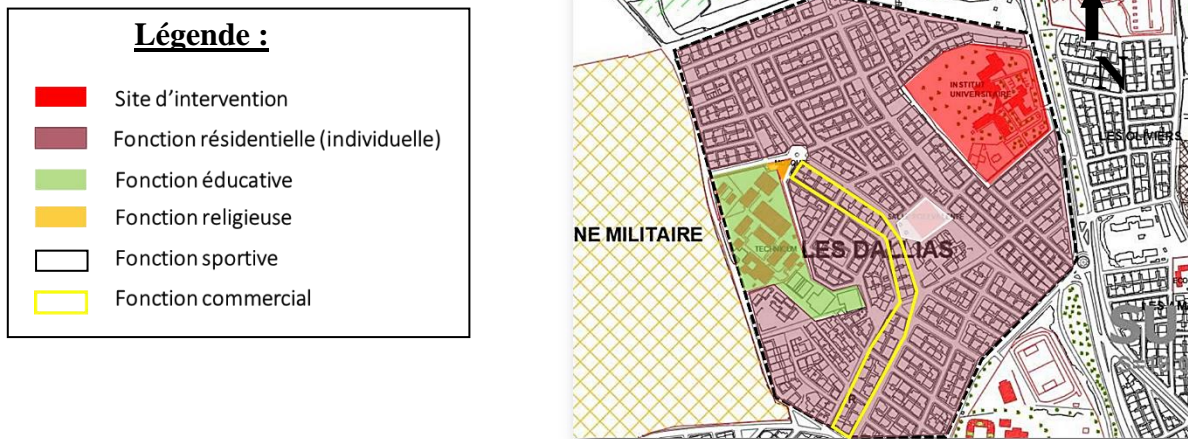 Légende :
Site d'intervention
Fonction résidentielle (individuelle)
Fonction éducative
Fonction religieuse
Fonction sportive
Fonction commercial
N
INSTITUT
UNIVERSITAIRE
LES OLIVIERS
NE MILITAIRE
TECHNICUM
LES DALLIAS